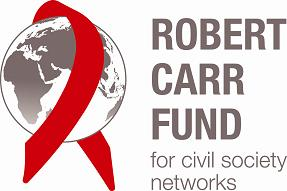 ROBERT
CARR
FUND
for civil society
networks